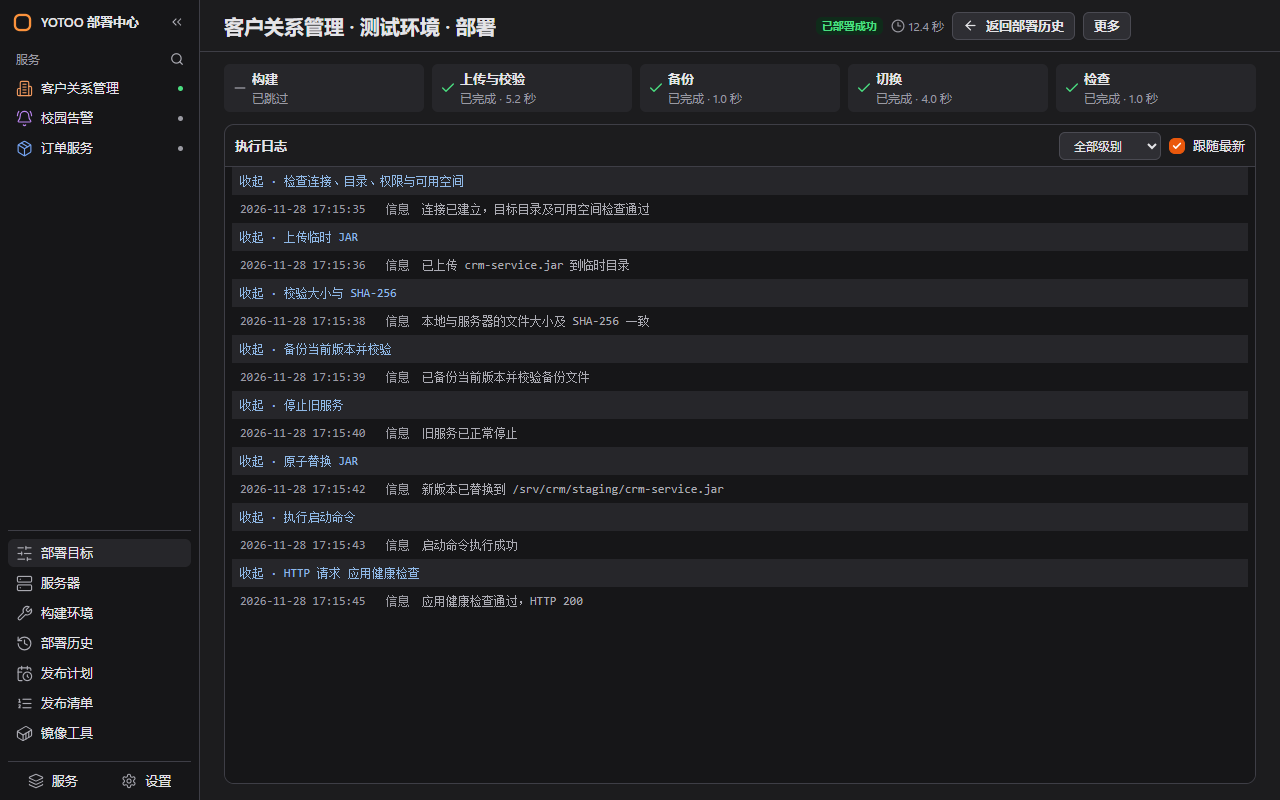 YOTOO 部署中心
服务
客户关系管理
校园告警
订单服务
部署目标
服务器
构建环境
部署历史
发布计划
发布清单
镜像工具
服务 设置
客户关系管理 · 测试环境 · 部署
已部署成功 12.4 秒 返回部署历史 更多
构建
已跳过
上传与校验
已完成 · 5.2 秒
备份
已完成 · 1.0 秒
切换
已完成 · 4.0 秒
检查
已完成 · 1.0 秒
执行日志 全部级别 跟随最新
收起 · 检查连接、目录、权限与可用空间
2026-11-28 17:15:35 信息 连接已建立，目标目录及可用空间检查通过
收起 · 上传临时 JAR
2026-11-28 17:15:36 信息 已上传 crm-service.jar 到临时目录
收起 · 校验大小与 SHA-256
2026-11-28 17:15:38 信息 本地与服务器的文件大小及 SHA-256 一致
收起 · 备份当前版本并校验
2026-11-28 17:15:39 信息 已备份当前版本并校验备份文件
收起 · 停止旧服务
2026-11-28 17:15:40 信息 旧服务已正常停止
收起 · 原子替换 JAR
2026-11-28 17:15:42 信息 新版本已替换到 /srv/crm/staging/crm-service.jar
收起 · 执行启动命令
2026-11-28 17:15:43 信息 启动命令执行成功
收起 · HTTP 请求 应用健康检查
2026-11-28 17:15:45 信息 应用健康检查通过，HTTP 200